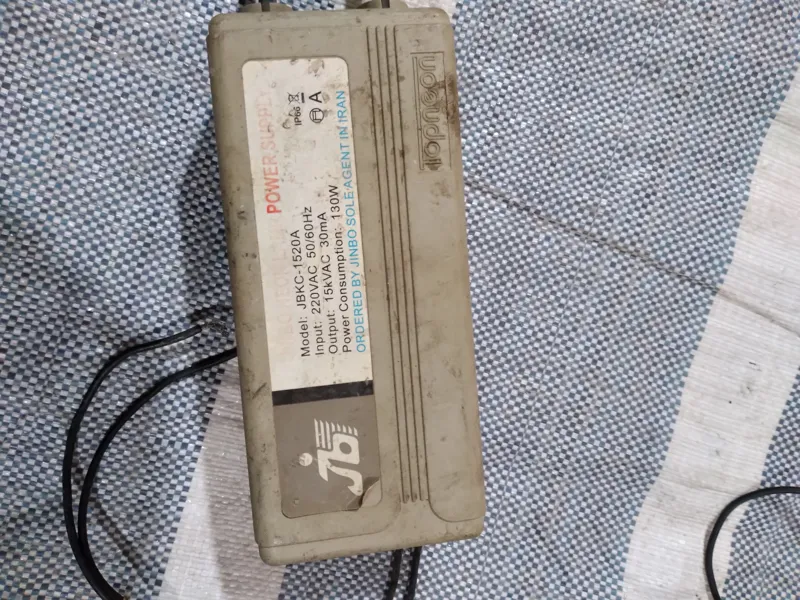 POWER SUPPLY
IP66
A
Model: JBKC-1520A
Input: 220VAC 50/60Hz
Output: 15kVAC 30mA
Power Consumption: 130W
ORDERED BY JINBO SOLE AGENT IN IRAN
Jb
Topneon